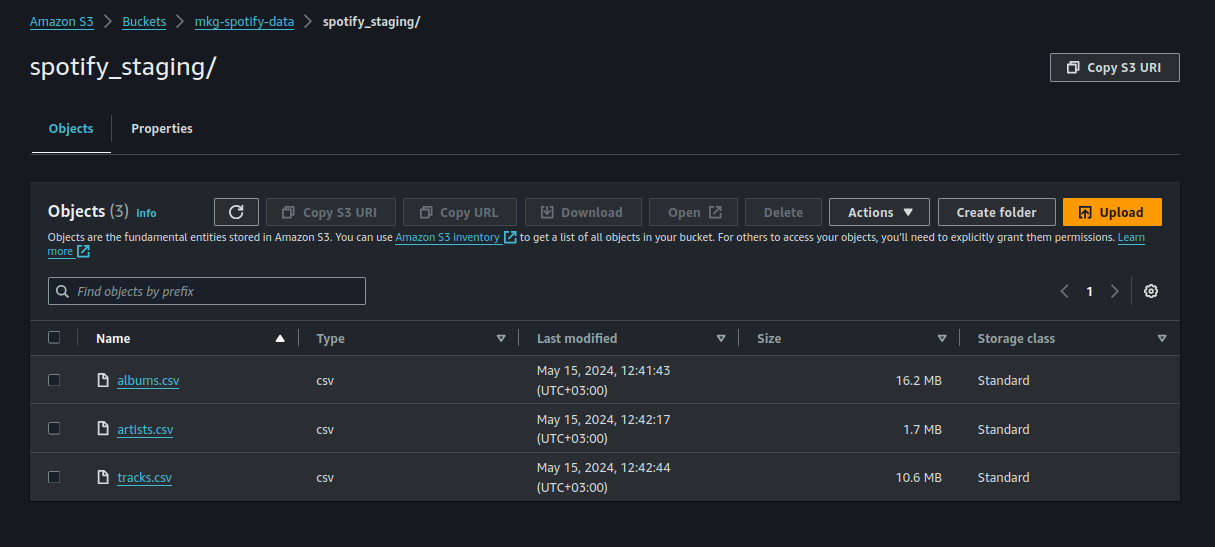 Amazon S3 > Buckets > mkg-spotify-data > spotify_staging/
spotify_staging/
Copy S3 URI
Objects Properties
Objects (3) Info
Copy S3 URI Copy URL Download Open Delete Actions Create folder Upload
Objects are the fundamental entities stored in Amazon S3. You can use Amazon S3 inventory to get a list of all objects in your bucket. For others to access your objects, you'll need to explicitly grant them permissions. Learn
more
Find objects by prefix
1
Name Type Last modified Size Storage class
albums.csv csv May 15, 2024, 12:41:43 (UTC+03:00) 16.2 MB Standard
artists.csv csv May 15, 2024, 12:42:17 (UTC+03:00) 1.7 MB Standard
tracks.csv csv May 15, 2024, 12:42:44 (UTC+03:00) 10.6 MB Standard